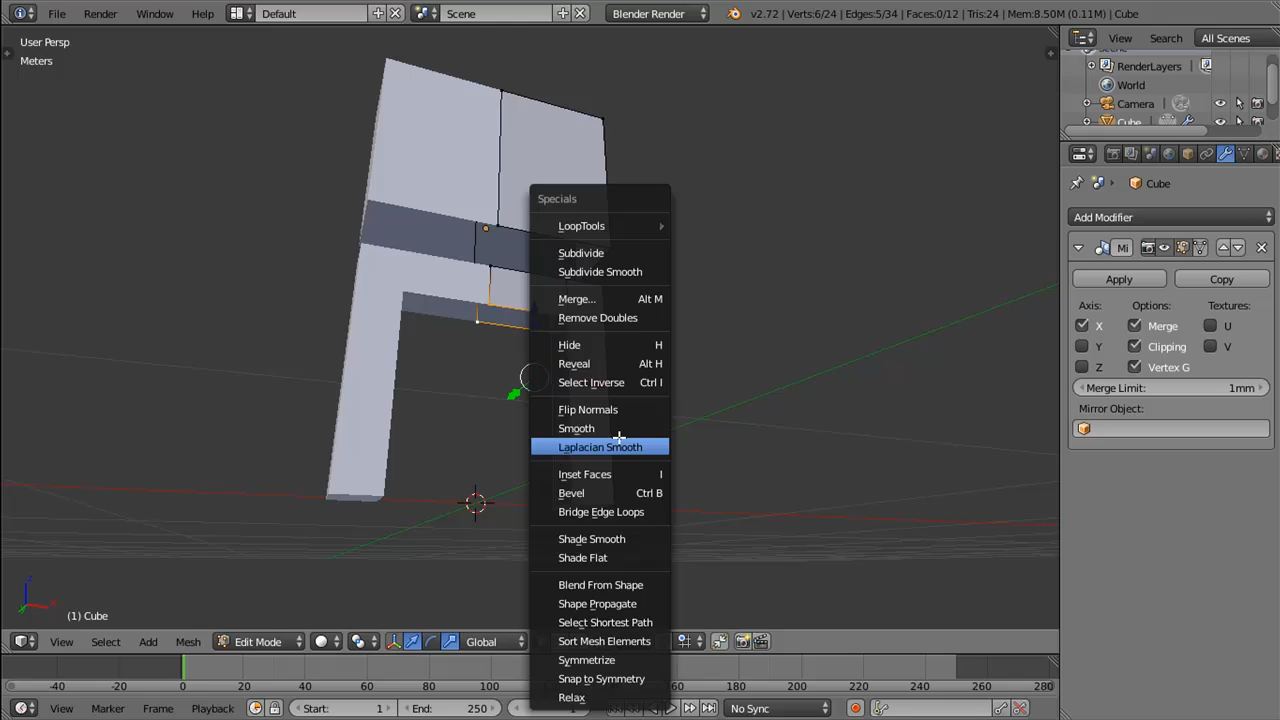 File Render Window Help Default Scene Blender Render v2.72 | Verts:6/24 | Edges:5/34 | Faces:0/12 | Tris:24 | Mem:8.50M (0.11M) | Cube
User Persp
Meters
View Search All Scenes
RenderLayers
World
Camera
Cube
Cube
Add Modifier
Mi
Apply Copy
Axis: Options: Textures:
X Merge U
Y Clipping V
Z Vertex G
Merge Limit: 1mm
Mirror Object:
Specials
LoopTools
Subdivide
Subdivide Smooth
Merge... Alt M
Remove Doubles
Hide H
Reveal Alt H
Select Inverse Ctrl I
Flip Normals
Smooth
Laplacian Smooth
Inset Faces I
Bevel Ctrl B
Bridge Edge Loops
Shade Smooth
Shade Flat
Blend From Shape
Shape Propagate
Select Shortest Path
Sort Mesh Elements
Symmetrize
Snap to Symmetry
Relax
z
x
y
(1) Cube
View Select Add Mesh Edit Mode Global
-40 -20 0 20 40 60 80 100 180 200 220 240 260 280
View Marker Frame Playback Start: 1 End: 250 No Sync